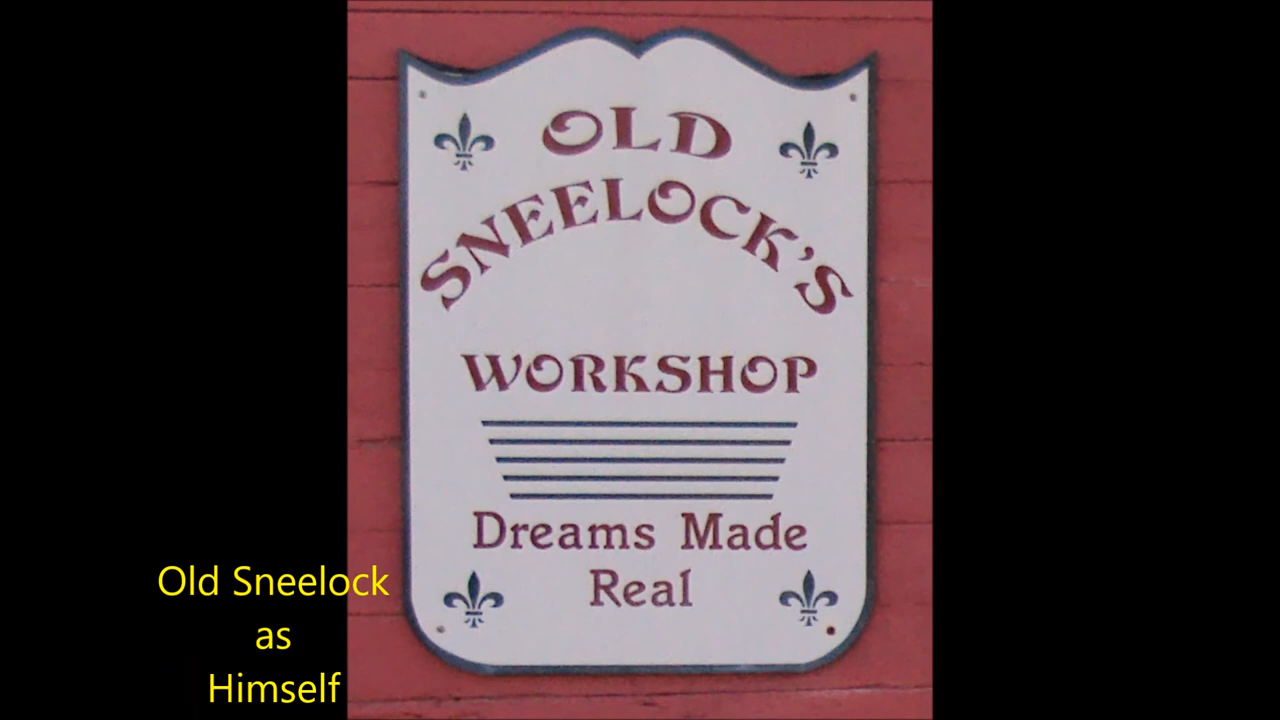 OLD
SNEELOCK'S
WORKSHOP
Dreams Made
Real
Old Sneelock
as
Himself